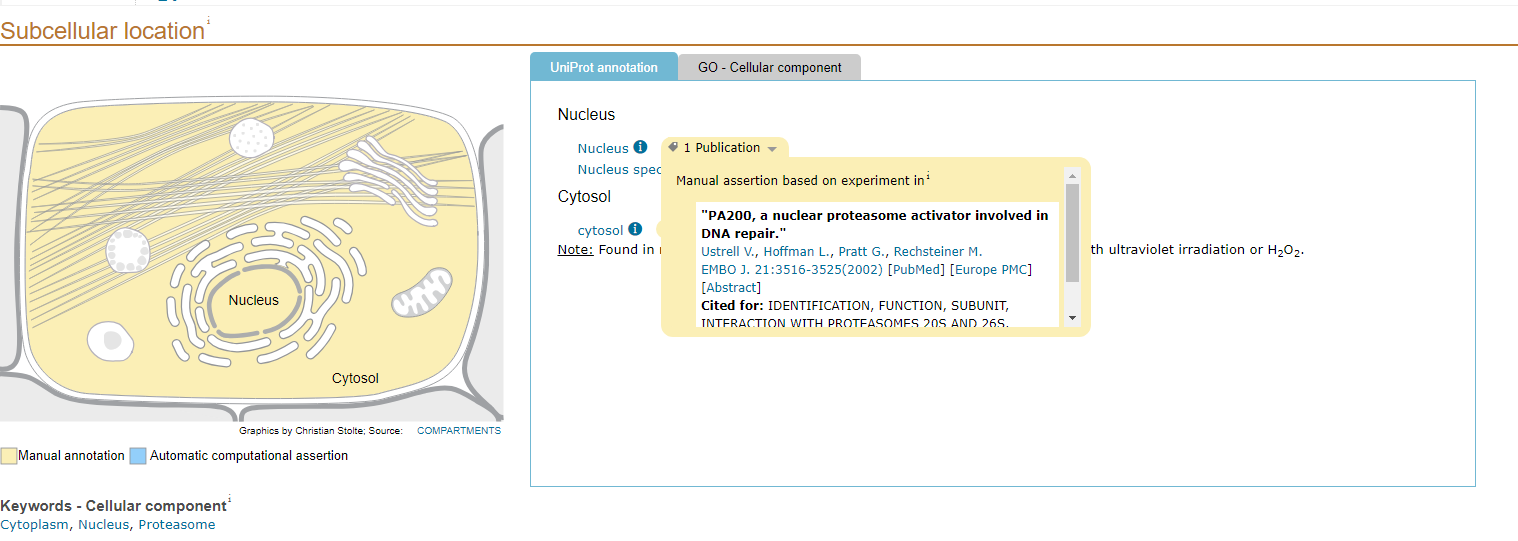 Subcellular location i
UniProt annotation
GO - Cellular component
Nucleus
Nucleus
1 Publication
Nucleus spec
Manual assertion based on experiment in i
Cytosol
"PA200, a nuclear proteasome activator involved in
DNA repair."
cytosol
Note: Found in
th ultraviolet irradiation or H₂O₂.
Ustrell V., Hoffman L., Pratt G., Rechsteiner M.
EMBO J. 21:3516-3525(2002) [PubMed] [Europe PMC]
[Abstract]
Cited for: IDENTIFICATION, FUNCTION, SUBUNIT,
INTERACTION WITH PROTEASOMES 20S AND 26S.
Nucleus
Cytosol
Graphics by Christian Stolte; Source: COMPARTMENTS
Manual annotation
Automatic computational assertion
Keywords - Cellular component i
Cytoplasm, Nucleus, Proteasome